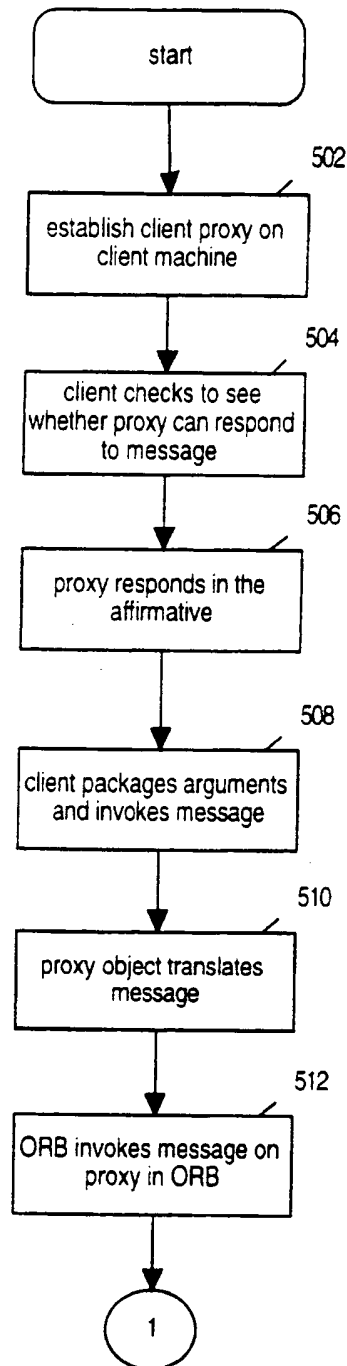 start
502
establish client proxy on
client machine
504
client checks to see
whether proxy can respond
to message
506
proxy responds in the
affirmative
508
client packages arguments
and invokes message
510
proxy object translates
message
512
ORB invokes message on
proxy in ORB
1